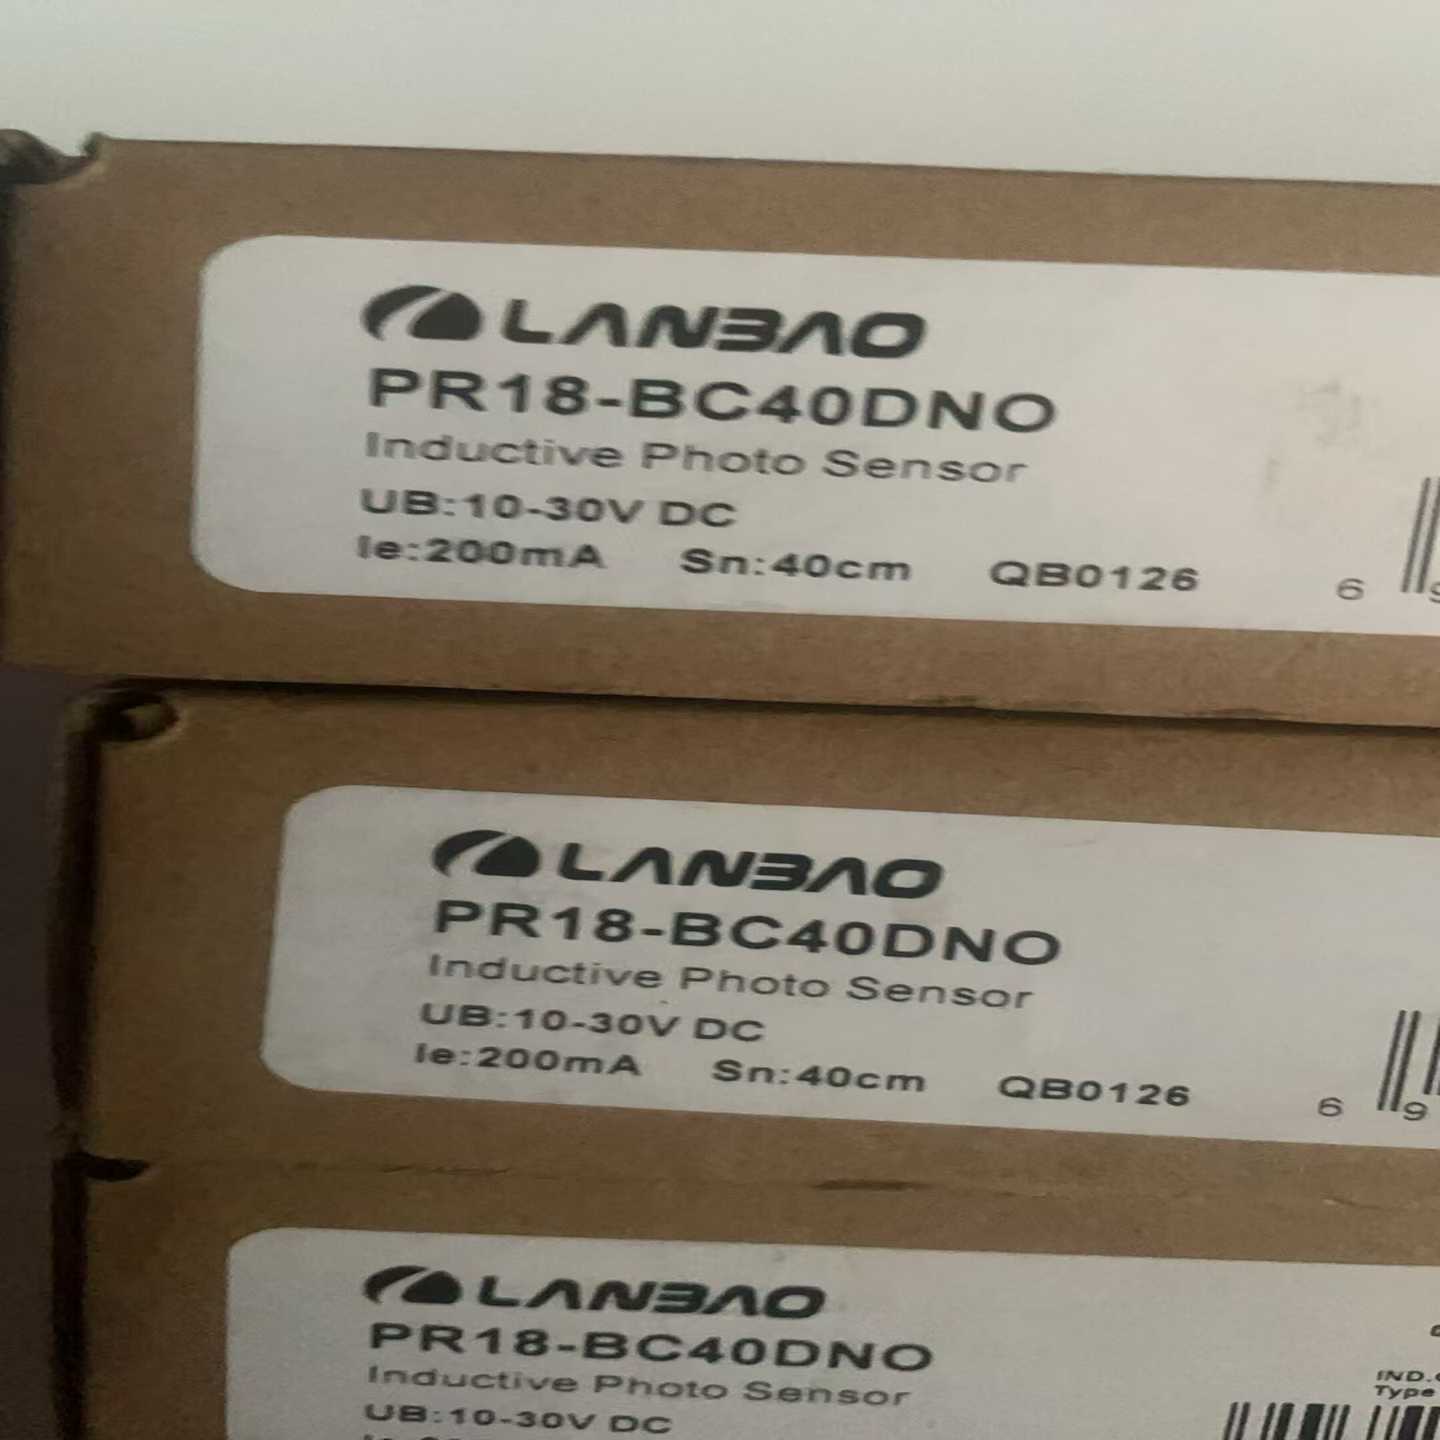 LANBAO
PR18-BC40DNO
Inductive Photo Sensor
UB:10-30V DC
Ie:200mA Sn:40cm QB0126 6
LANBAO
PR18-BC40DNO
Inductive Photo Sensor
UB:10-30V DC
Ie:200mA Sn:40cm QB0126 6 9
LANBAO
PR18-BC40DNO
Inductive Photo Sensor
IND.
Type
UB:10-30V DC